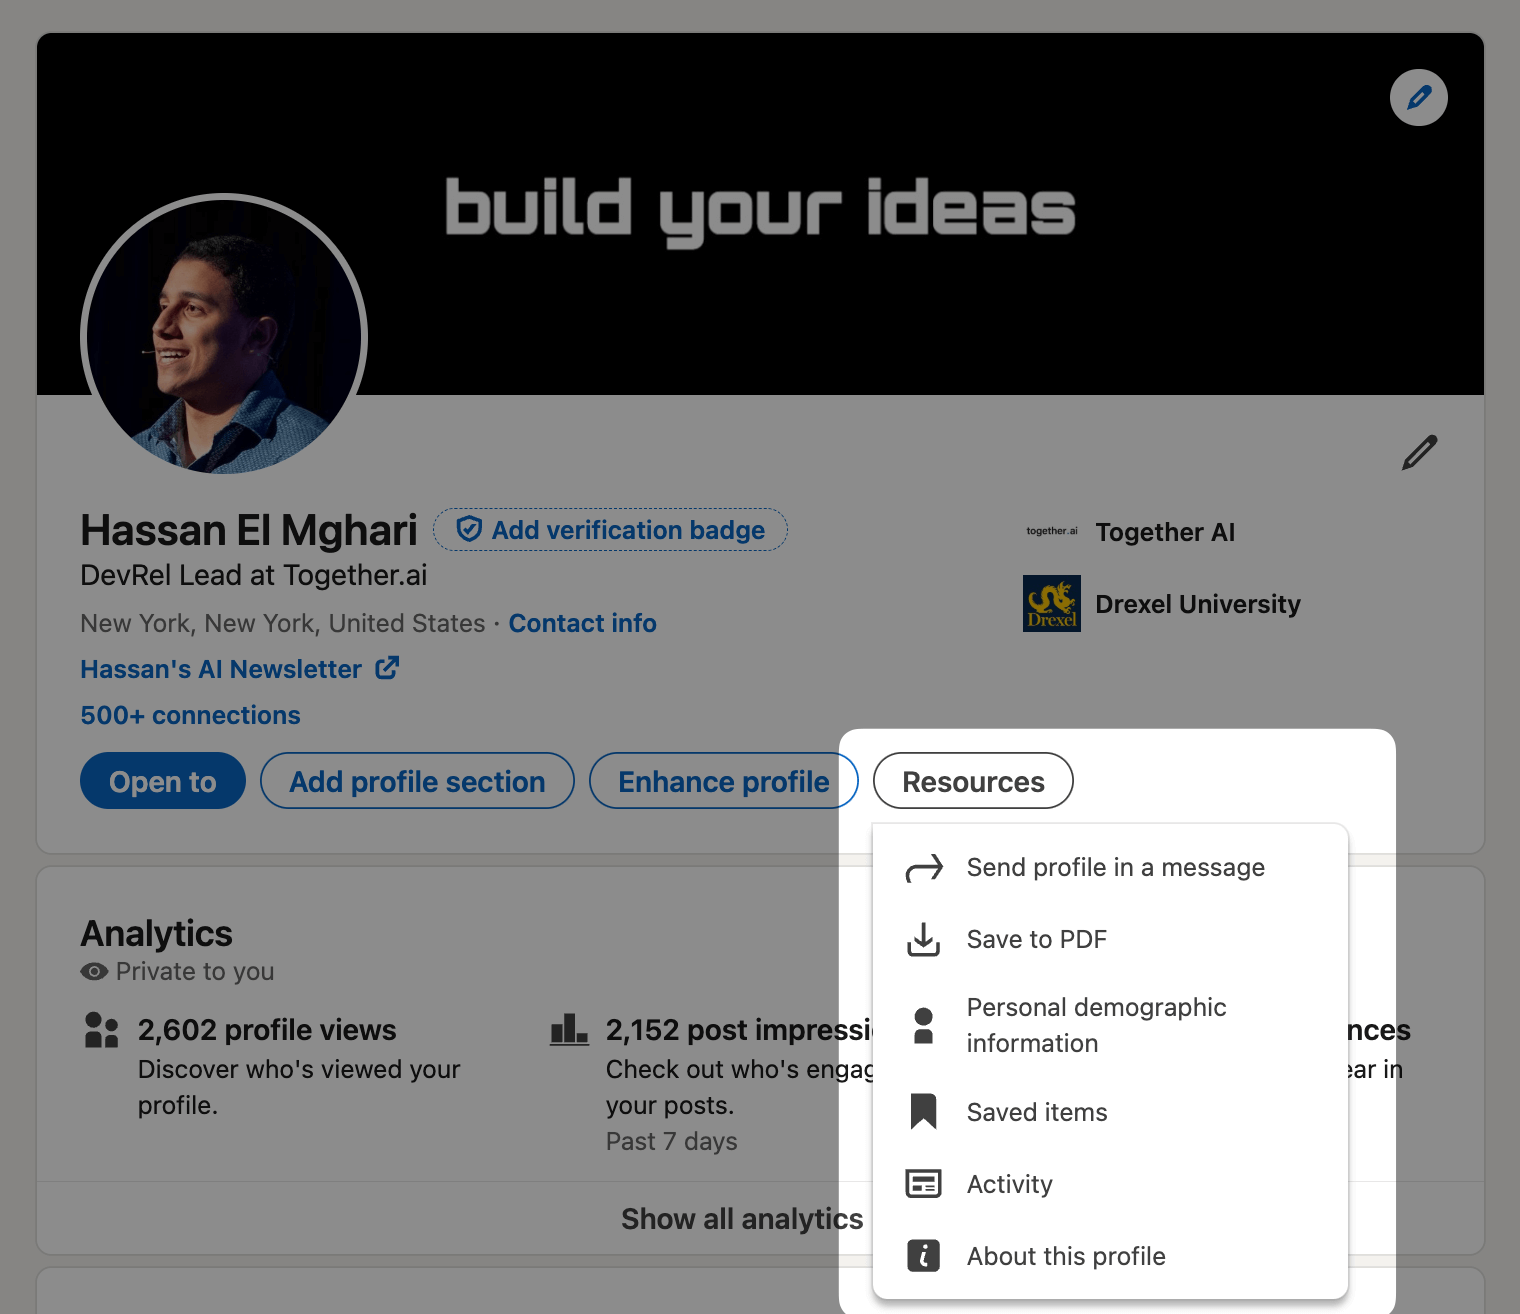 build your ideas
Hassan El Mghari
Add verification badge
DevRel Lead at Together.ai
New York, New York, United States · Contact info
Hassan's AI Newsletter
500+ connections
together.ai
Together AI
Drexel
Drexel University
Open to
Add profile section
Enhance profile
Resources
Send profile in a message
Save to PDF
Personal demographic
information
Saved items
Activity
About this profile
Analytics
Private to you
2,602 profile views
Discover who's viewed your
profile.
2,152 post impressi
Check out who's engag
your posts.
Past 7 days
nces
ear in
Show all analytics